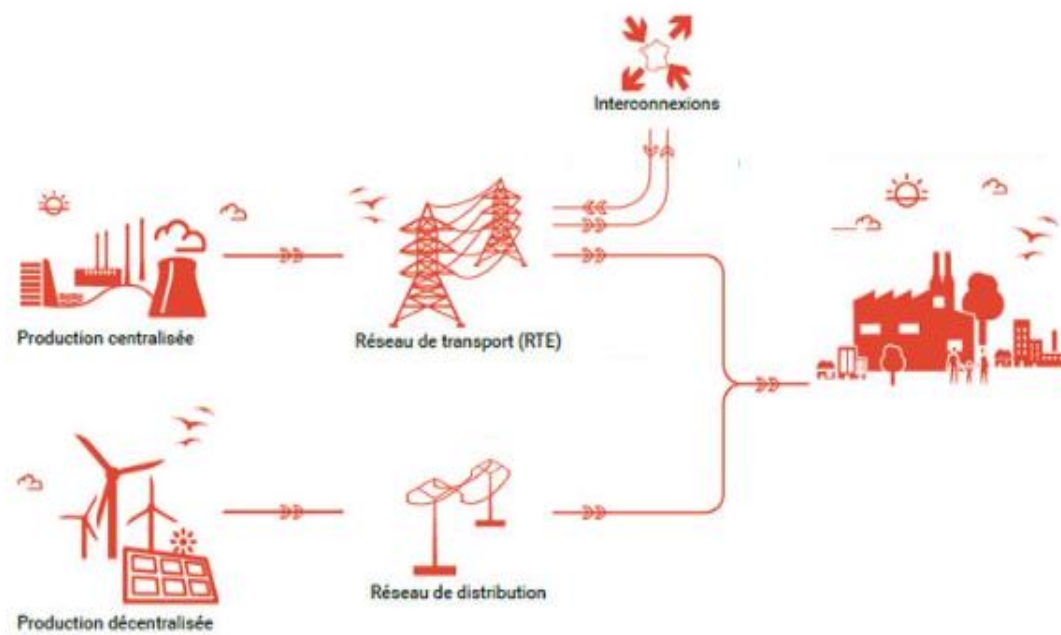 Interconnexions
Production centralisée
Réseau de transport (RTE)
Réseau de distribution
Production décentralisée